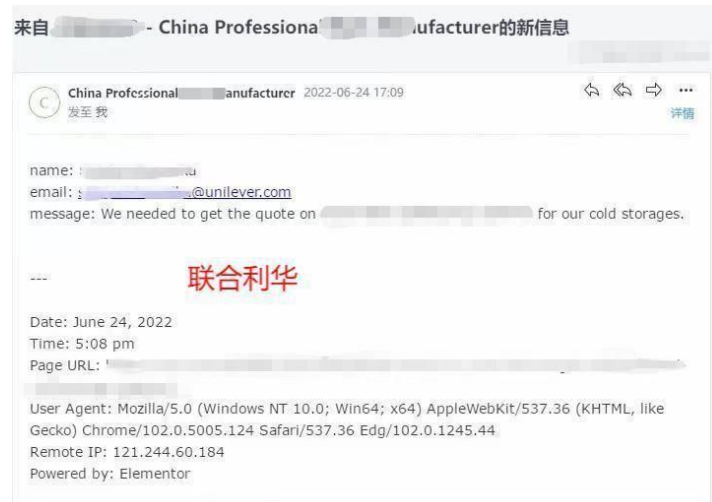 来自 - China Professional ufacturer的新信息
C China Professional anufacturer 2022-06-24 17:09
发至 我
详情
name:
email: @unilever.com
message: We needed to get the quote on for our cold storages.
---
联合利华
Date: June 24, 2022
Time: 5:08 pm
Page URL:
User Agent: Mozilla/5.0 (Windows NT 10.0; Win64; x64) AppleWebKit/537.36 (KHTML, like
Gecko) Chrome/102.0.5005.124 Safari/537.36 Edg/102.0.1245.44
Remote IP: 121.244.60.184
Powered by: Elementor